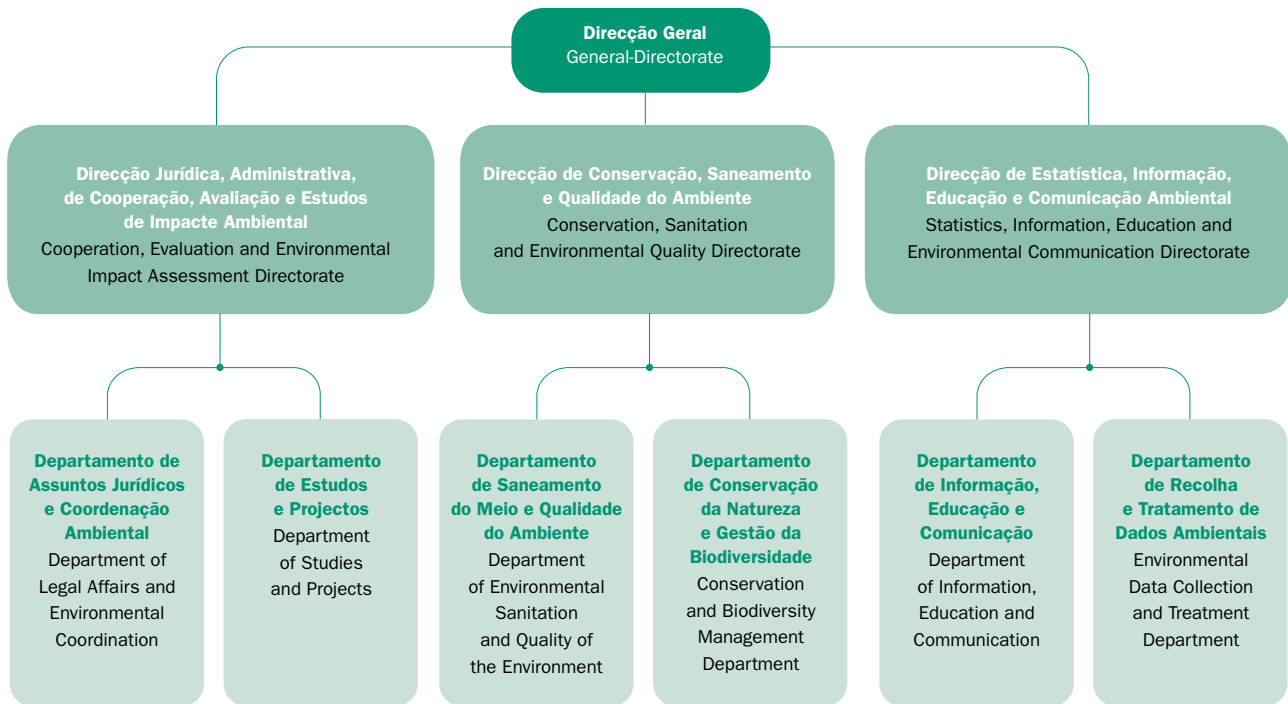 Direcção Geral
General-Directorate
Direcção Jurídica, Administrativa,
de Cooperação, Avaliação e Estudos
de Impacte Ambiental
Cooperation, Evaluation and Environmental
Impact Assessment Directorate
Direcção de Conservação, Saneamento
e Qualidade do Ambiente
Conservation, Sanitation
and Environmental Quality Directorate
Direcção de Estatística, Informação,
Educação e Comunicação Ambiental
Statistics, Information, Education and
Environmental Communication Directorate
Departamento de
Assuntos Jurídicos
e Coordenação
Ambiental
Department of
Legal Affairs and
Environmental
Coordination
Departamento
de Estudos
e Projectos
Department
of Studies
and Projects
Departamento
de Saneamento
do Meio e Qualidade
do Ambiente
Department
of Environmental
Sanitation
and Quality of
the Environment
Departamento
de Conservação
da Natureza
e Gestão da
Biodiversidade
Conservation
and Biodiversity
Management
Department
Departamento
de Informação,
Educação e
Comunicação
Department
of Information,
Education and
Communication
Departamento
de Recolha
e Tratamento de
Dados Ambientais
Environmental
Data Collection
and Treatment
Department